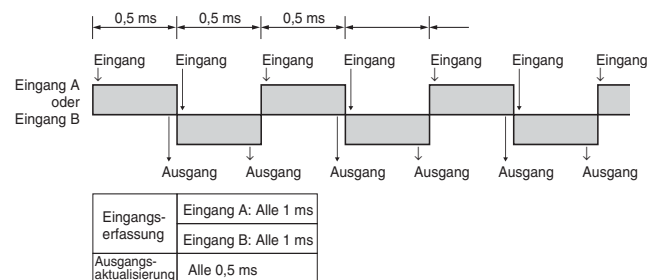 0,5 ms 0,5 ms 0,5 ms
Eingang Eingang Eingang Eingang Eingang Eingang Eingang
Eingang A
oder
Eingang B
Ausgang Ausgang Ausgang Ausgang Ausgang Ausgang
Eingangs-
erfassung
Eingang A: Alle 1 ms
Eingang B: Alle 1 ms
Ausgangs-
aktualisierung
Alle 0,5 ms